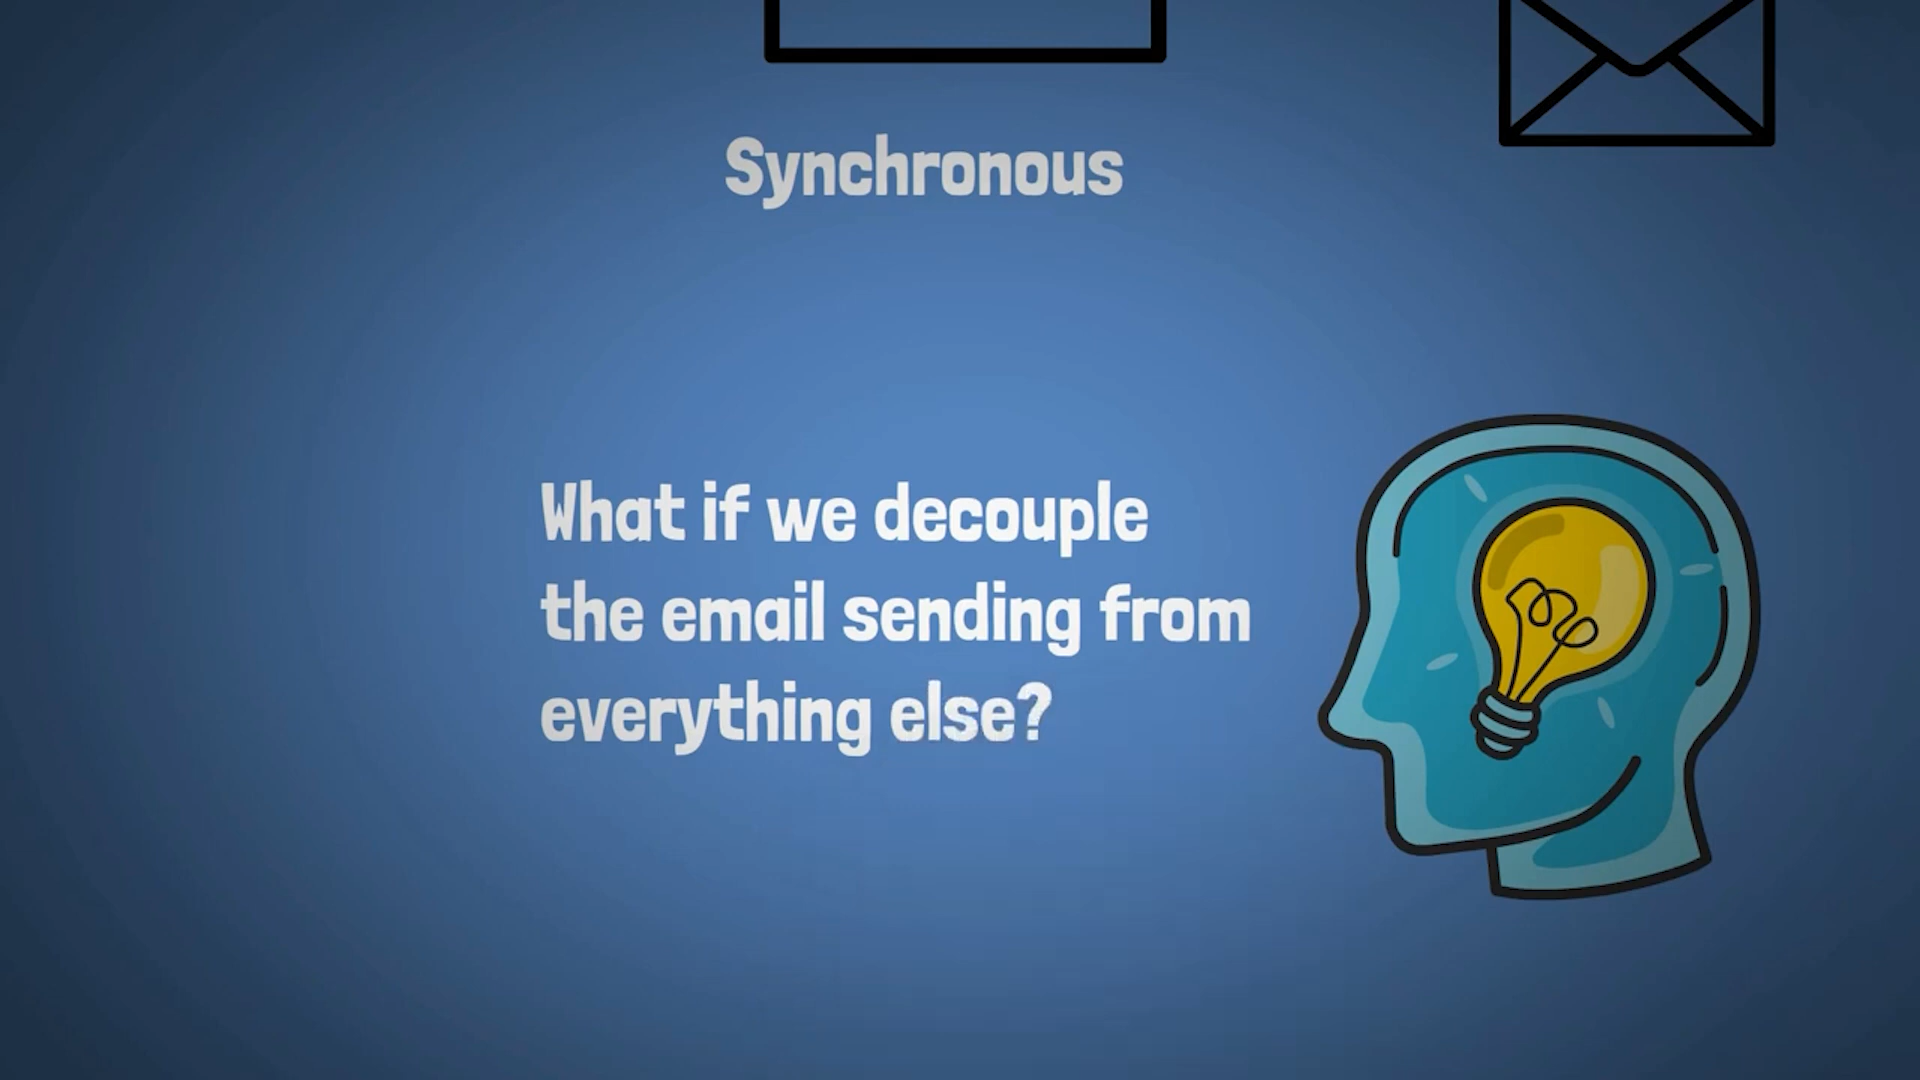 Synchronous
What if we decouple
the email sending from
everything else?